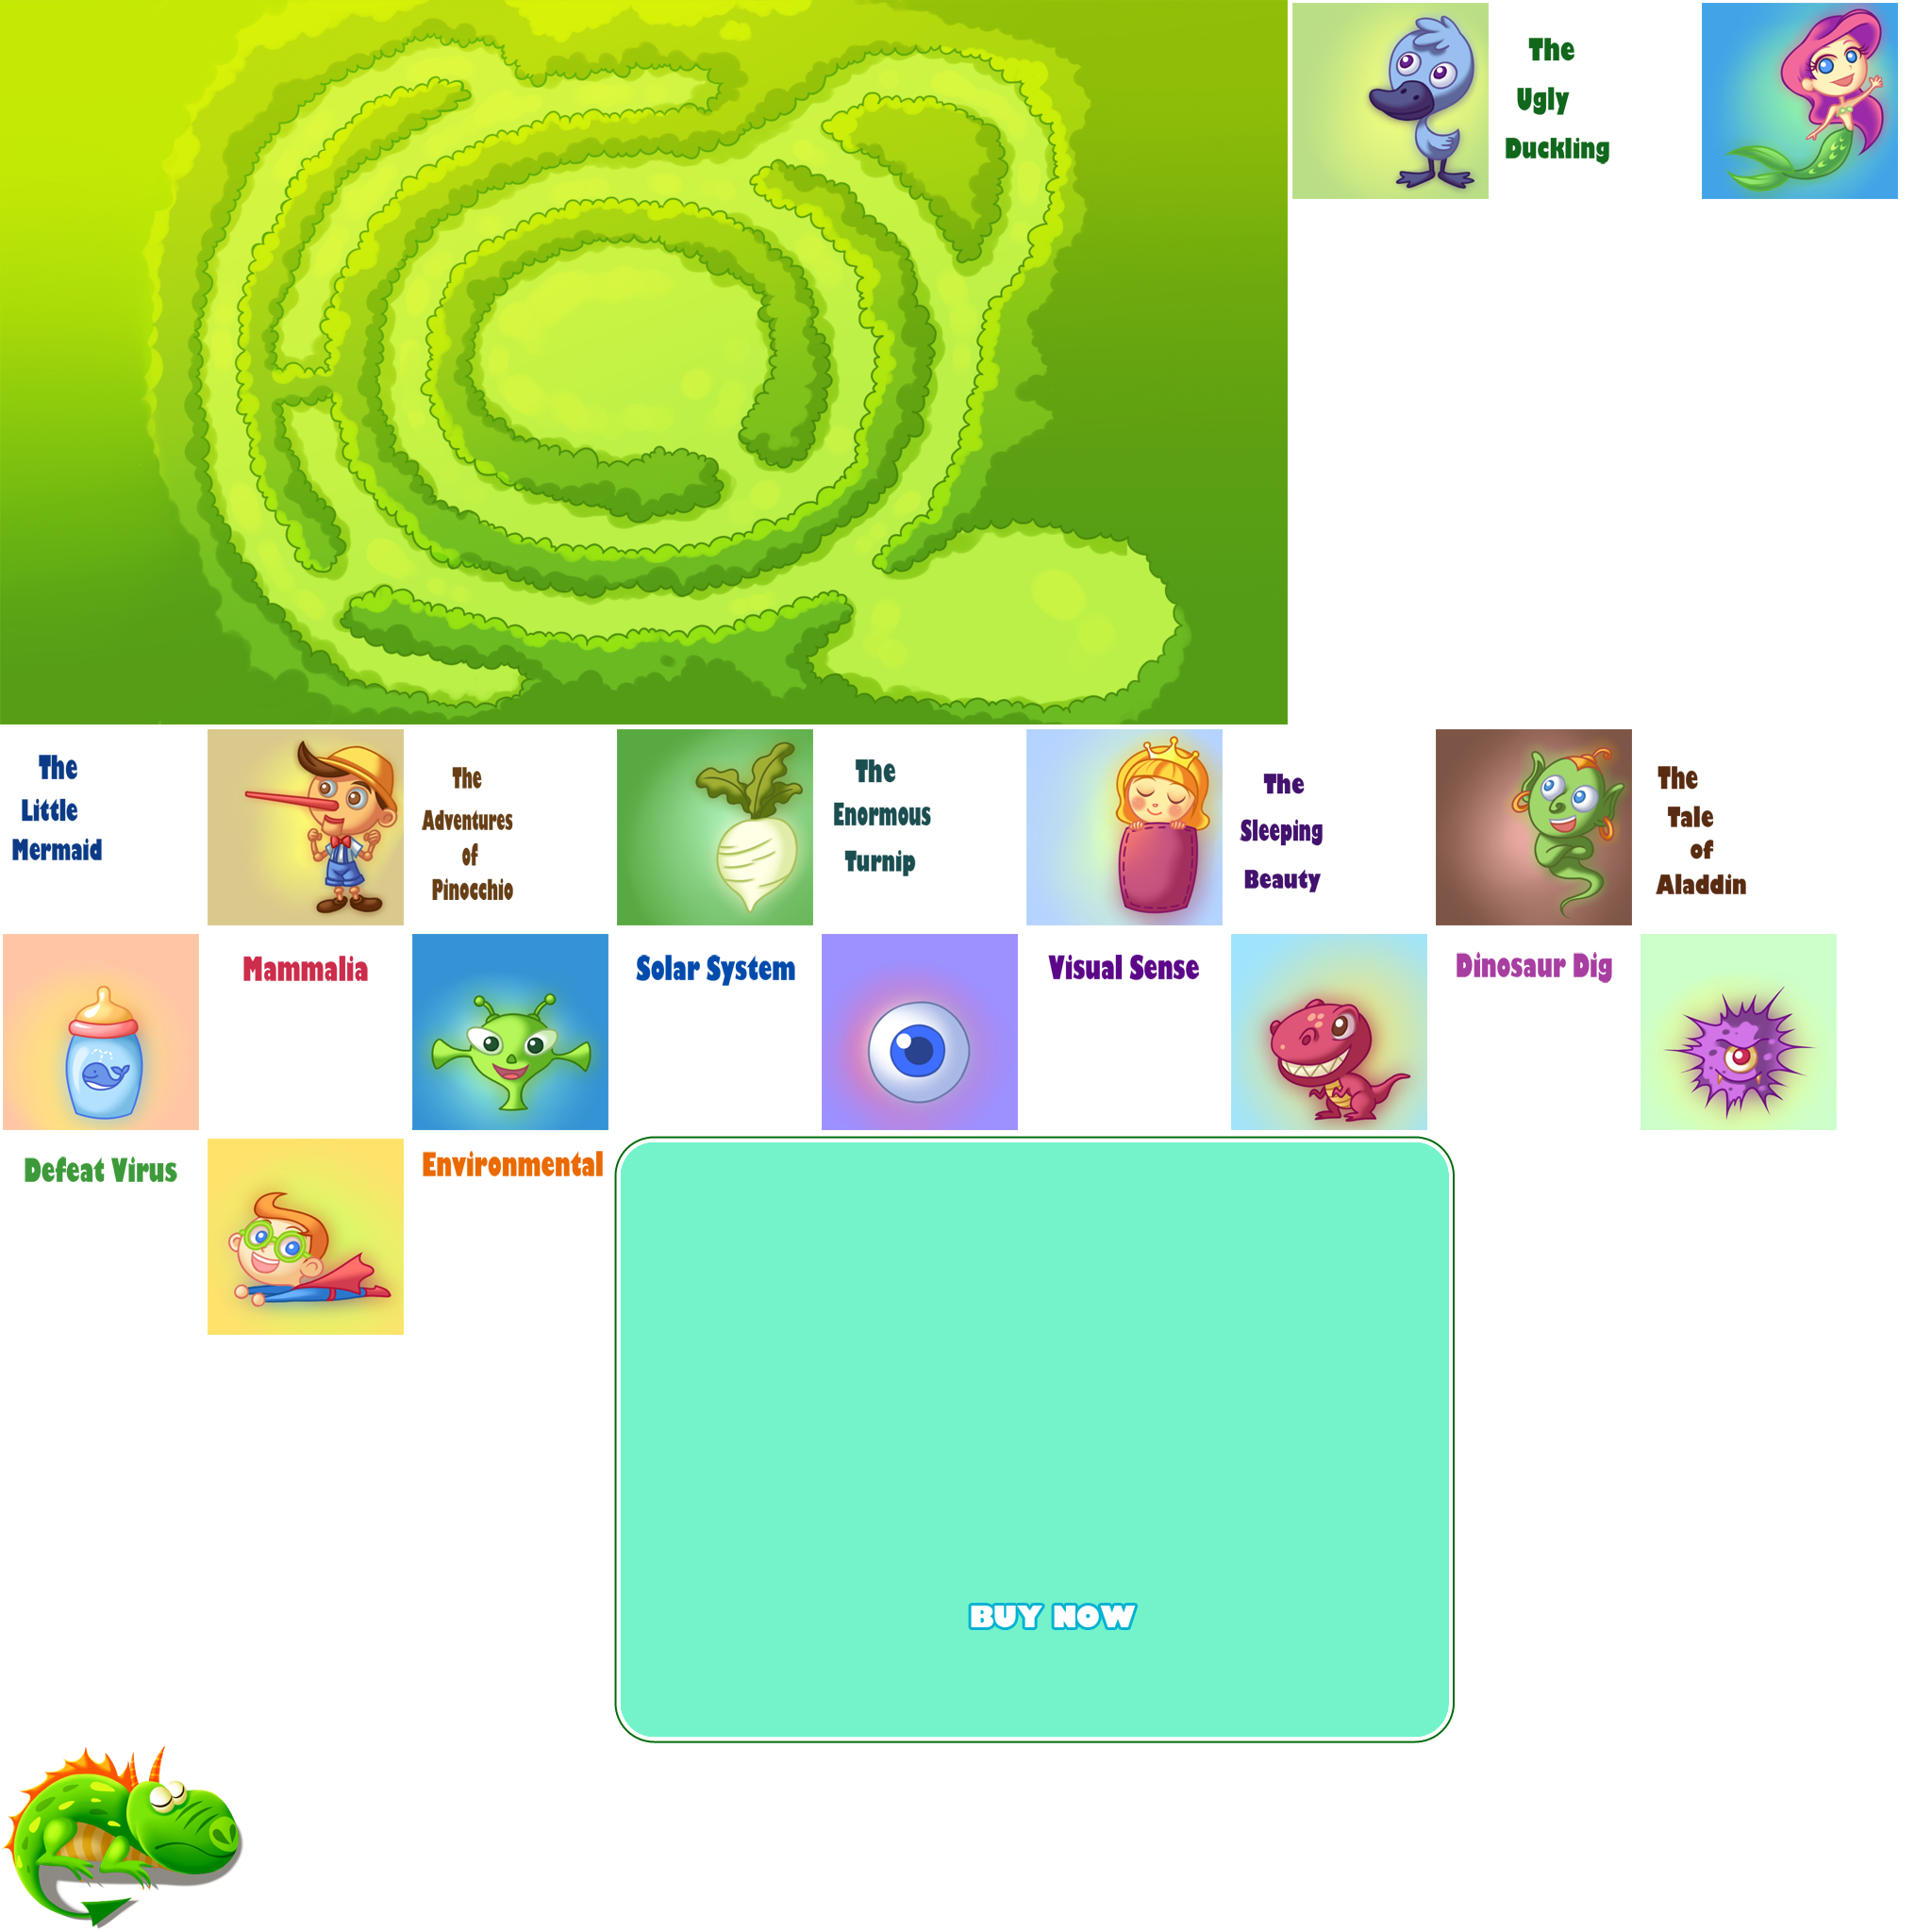 The
Ugly
Duckling
The
Little
Mermaid
The
Adventures
of
Pinocchio
The
Enormous
Turnip
The
Sleeping
Beauty
The
Tale
of
Aladdin
Mammalia
Solar System
Visual Sense
Dinosaur Dig
Defeat Virus
Environmental
BUY NOW